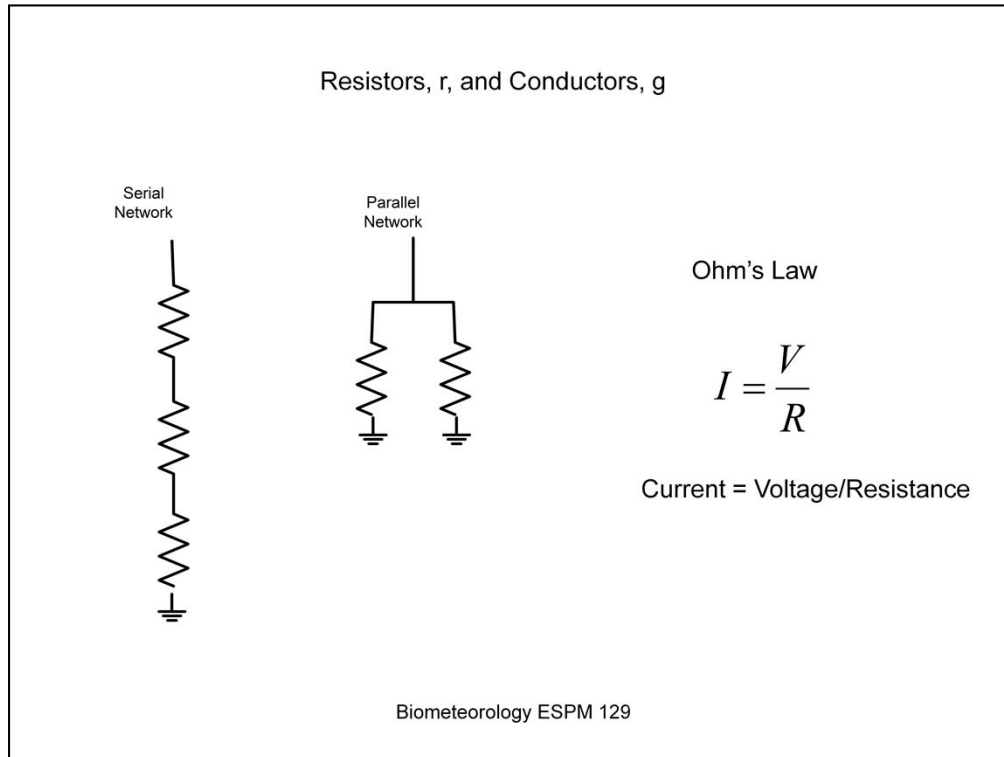 Resistors, r, and Conductors, g
Serial
Network
Parallel
Network
Ohm’s Law
I = V/R
Current = Voltage/Resistance
Biometeorology ESPM 129